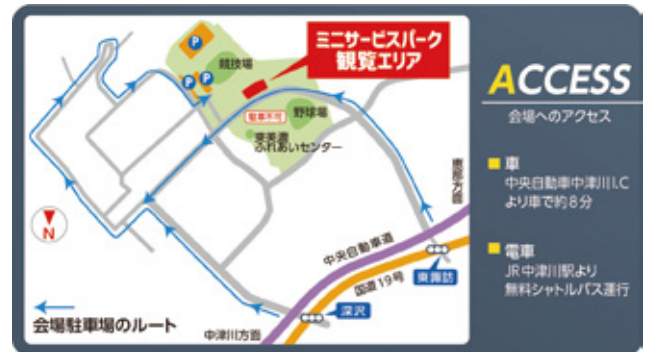 ミニサービスパーク
観覧エリア
P
P
P
競技場
駐車不可
野球場
東美濃
ふれあいセンター
恵那方面
中央自動車道
国道19号
東諏訪
深沢
中津川方面
N
会場駐車場のルート
ACCESS
会場へのアクセス
車
中央自動車中津川I.C
より車で約8分
電車
JR中津川駅より
無料シャトルバス運行